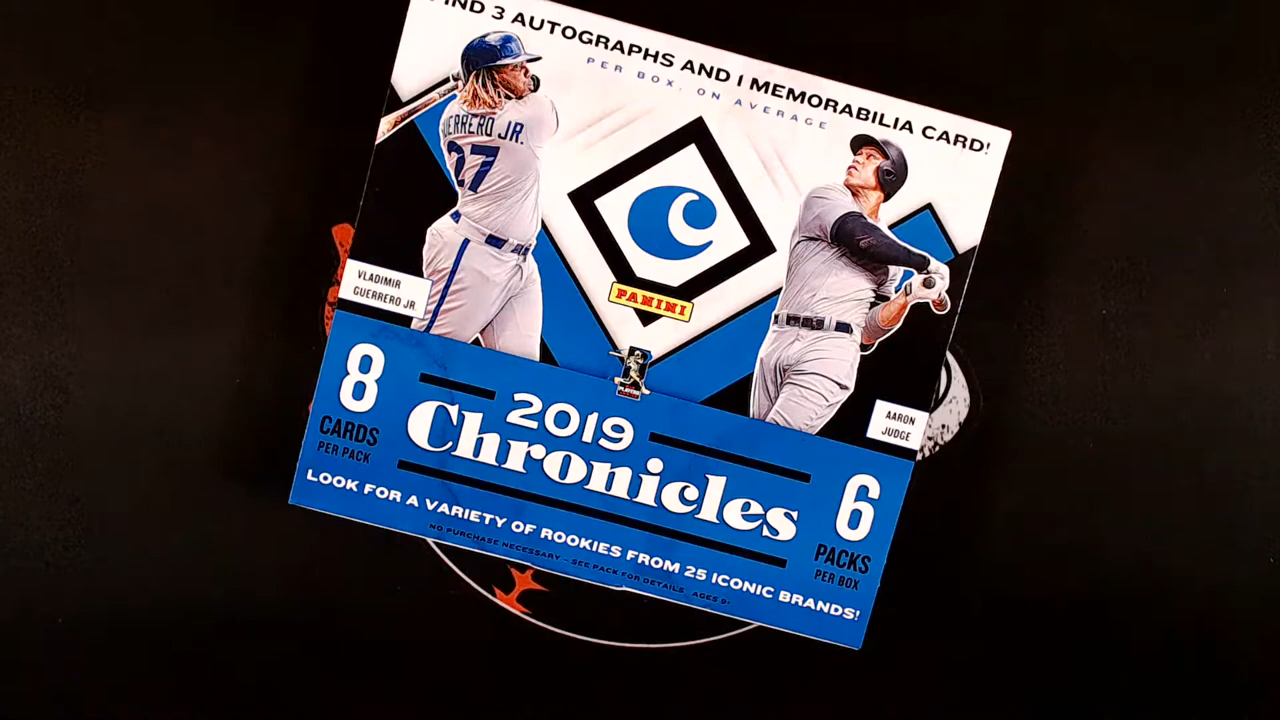 FIND 3 AUTOGRAPHS AND 1 MEMORABILIA CARD!
PER BOX, ON AVERAGE
GUERRERO JR.
27
PANINI
VLADIMIR
GUERRERO JR.
AARON
JUDGE
8
CARDS
PER PACK
2019
Chronicles
6
PACKS
PER BOX
LOOK FOR A VARIETY OF ROOKIES FROM 25 ICONIC BRANDS!
NO PURCHASE NECESSARY – SEE PACK FOR DETAILS AGES 9+